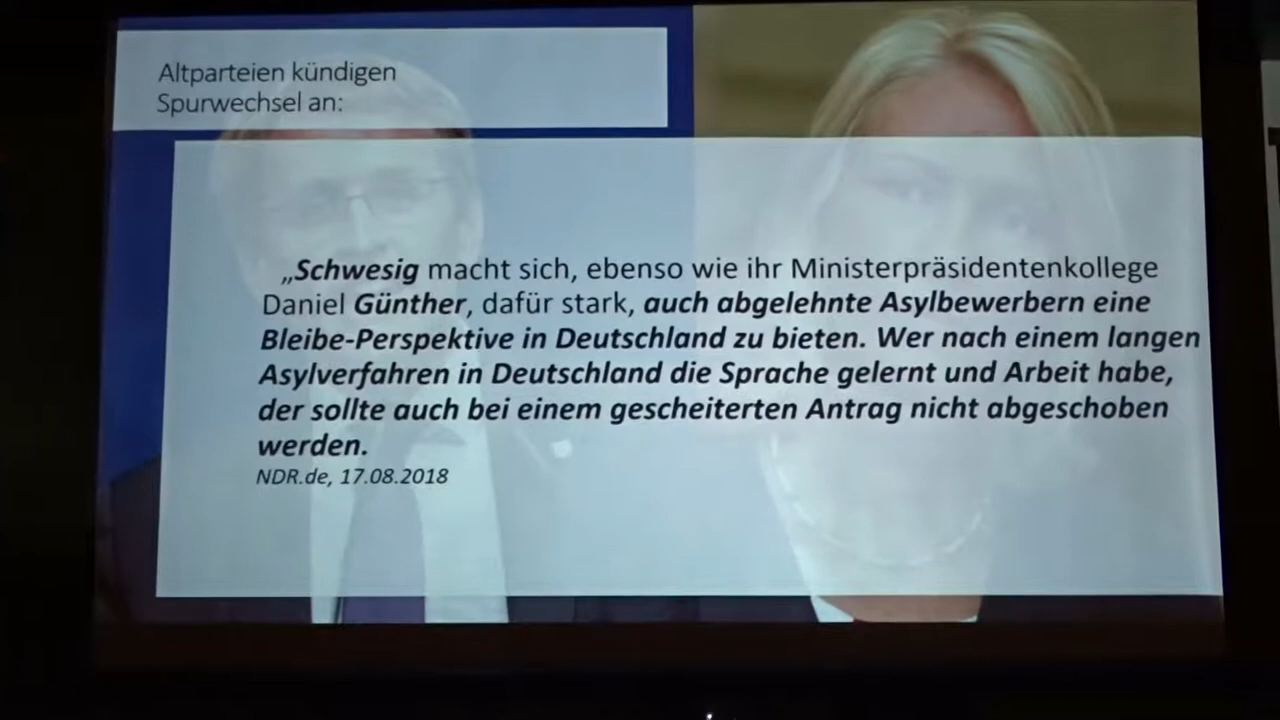 Altparteien kündigen
Spurwechsel an:
„Schwesig macht sich, ebenso wie ihr Ministerpräsidentenkollege
Daniel Günther, dafür stark, auch abgelehnte Asylbewerbern eine
Bleibe-Perspektive in Deutschland zu bieten. Wer nach einem langen
Asylverfahren in Deutschland die Sprache gelernt und Arbeit habe,
der sollte auch bei einem gescheiterten Antrag nicht abgeschoben
werden.
NDR.de, 17.08.2018